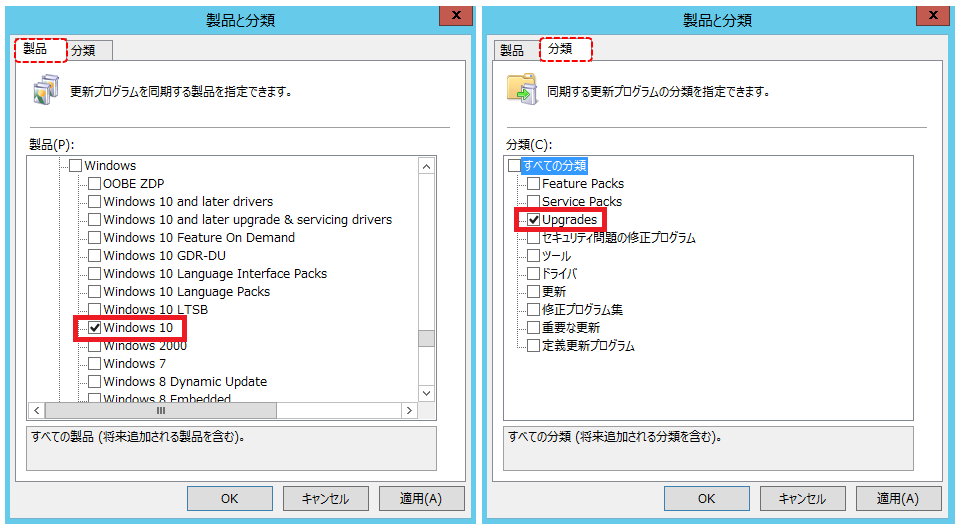 製品と分類
x
製品
分類
更新プログラムを同期する製品を指定できます。
製品(P):
Windows
OOBE ZDP
Windows 10 and later drivers
Windows 10 and later upgrade & servicing drivers
Windows 10 Feature On Demand
Windows 10 GDR-DU
Windows 10 Language Interface Packs
Windows 10 Language Packs
Windows 10 LTSB
Windows 10
Windows 2000
Windows 7
Windows 8 Dynamic Update
Windows 8 Embedded
すべての製品 (将来追加される製品を含む)。
OK
キャンセル
適用(A)
製品と分類
x
製品
分類
同期する更新プログラムの分類を指定できます。
分類(C):
すべての分類
Feature Packs
Service Packs
Upgrades
セキュリティ問題の修正プログラム
ツール
ドライバ
更新
修正プログラム集
重要な更新
定義更新プログラム
すべての分類 (将来追加される分類を含む)。
OK
キャンセル
適用(A)